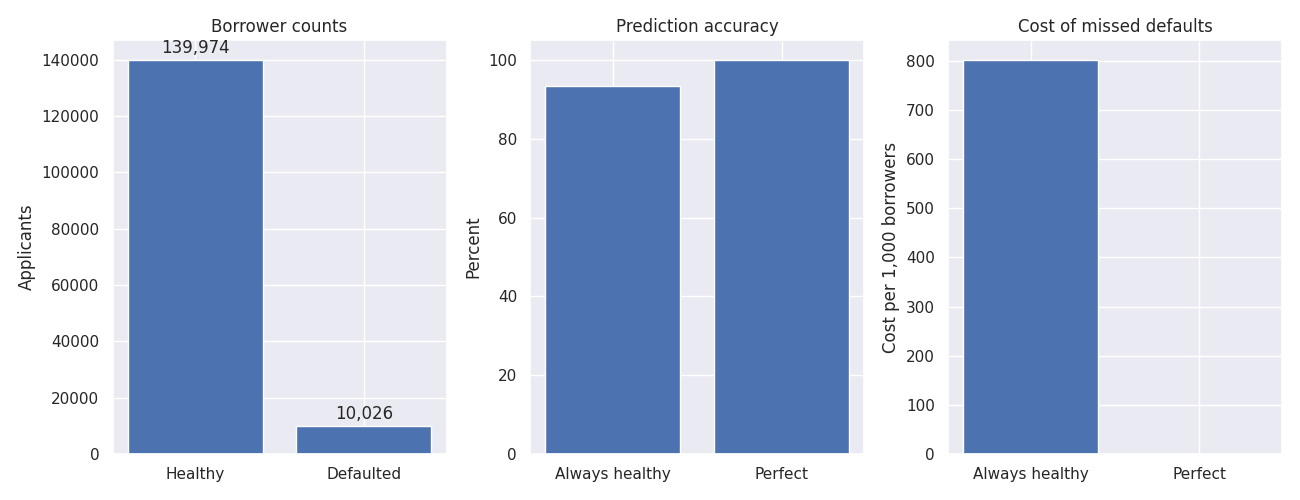 Borrower counts
139,974
140000
120000
100000
80000
60000
40000
20000
0
Applicants
10,026
Healthy
Defaulted
Prediction accuracy
100
80
60
40
20
0
Percent
Always healthy
Perfect
Cost of missed defaults
800
700
600
500
400
300
200
100
0
Cost per 1,000 borrowers
Always healthy
Perfect